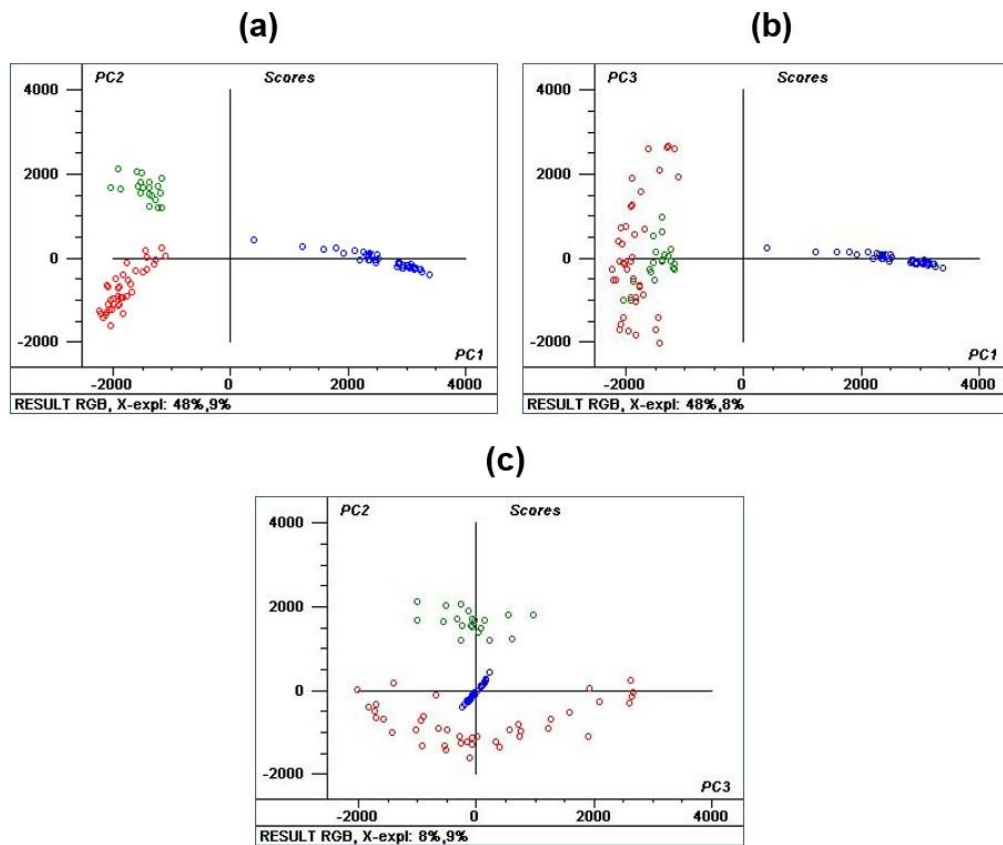 (a)
PC2 Scores
4000
2000
0
-2000
PC1
-2000 0 2000 4000
RESULT RGB, X-expl: 48%,9%
(b)
PC3 Scores
4000
2000
0
-2000
PC1
-2000 0 2000 4000
RESULT RGB, X-expl: 48%,8%
(c)
PC2 Scores
4000
2000
0
-2000
PC3
-2000 0 2000 4000
RESULT RGB, X-expl: 8%,9%